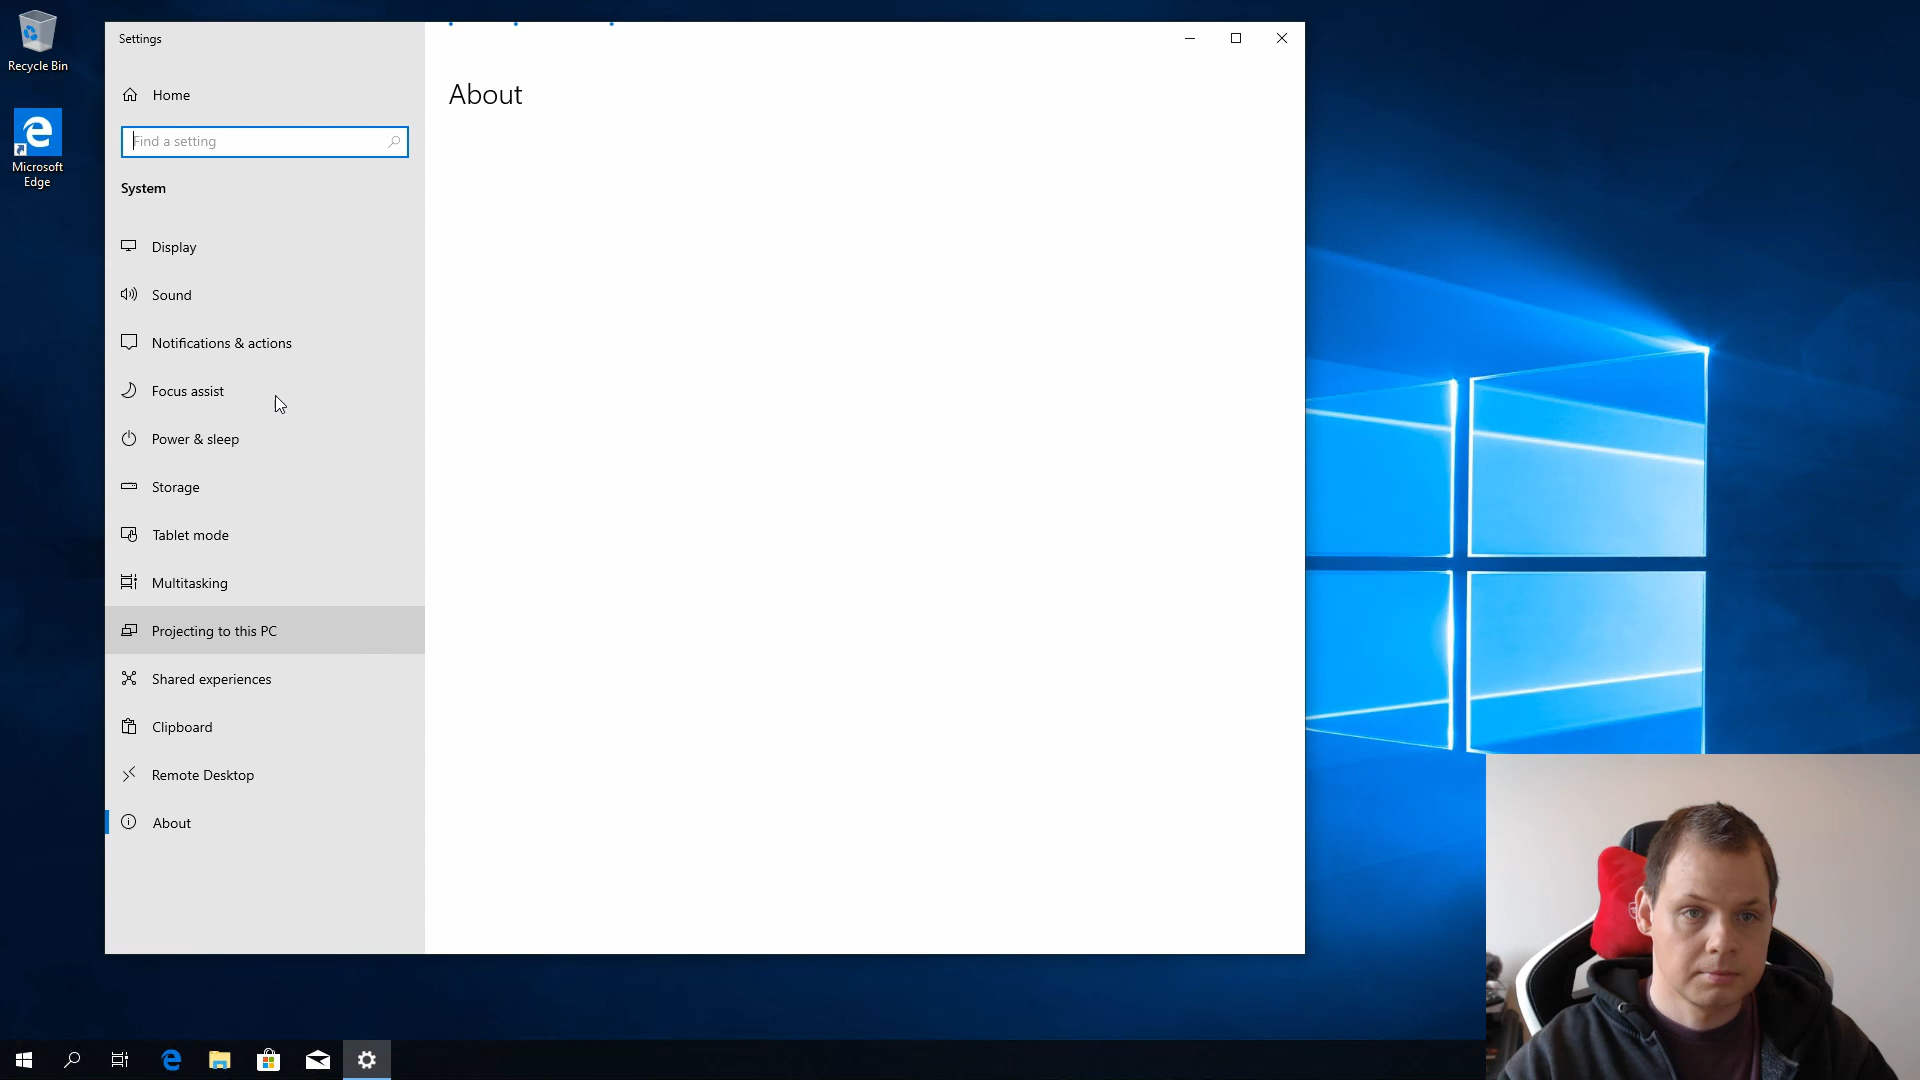 Recycle Bin
Microsoft
Edge
Settings
Home
Find a setting
System
Display
Sound
Notifications & actions
Focus assist
Power & sleep
Storage
Tablet mode
Multitasking
Projecting to this PC
Shared experiences
Clipboard
Remote Desktop
About
About